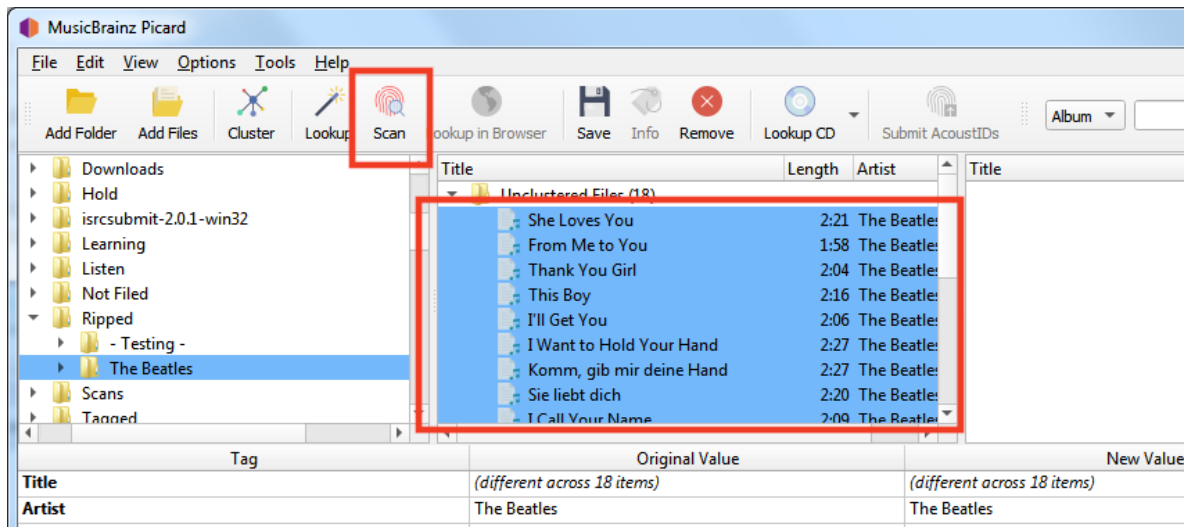 MusicBrainz Picard
File Edit View Options Tools Help
Add Folder Add Files Cluster Lookup Scan ookup in Browser Save Info Remove Lookup CD Submit AcoustIDs Album
Downloads
Hold
isrcsubmit-2.0.1-win32
Learning
Listen
Not Filed
Ripped
- Testing -
The Beatles
Scans
Tagged
Title Length Artist
Unclustered Files (18)
She Loves You 2:21 The Beatles
From Me to You 1:58 The Beatles
Thank You Girl 2:04 The Beatles
This Boy 2:16 The Beatles
I'll Get You 2:06 The Beatles
I Want to Hold Your Hand 2:27 The Beatles
Komm, gib mir deine Hand 2:27 The Beatles
Sie liebt dich 2:20 The Beatles
I Call Your Name 2:09 The Beatles
Title
Tag Original Value New Value
Title (different across 18 items) (different across 18 items)
Artist The Beatles The Beatles